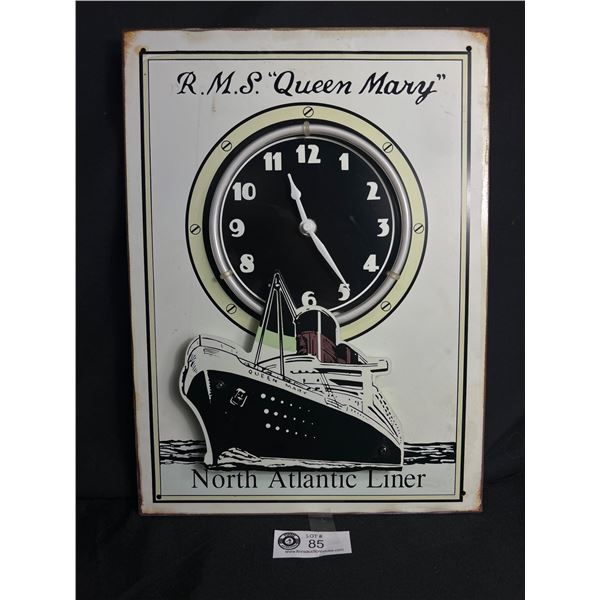 R.M.S. "Queen Mary"
12
11 1
10 2
9 3
8 4
6 5
QUEEN MARY
North Atlantic Liner
LOT #
85